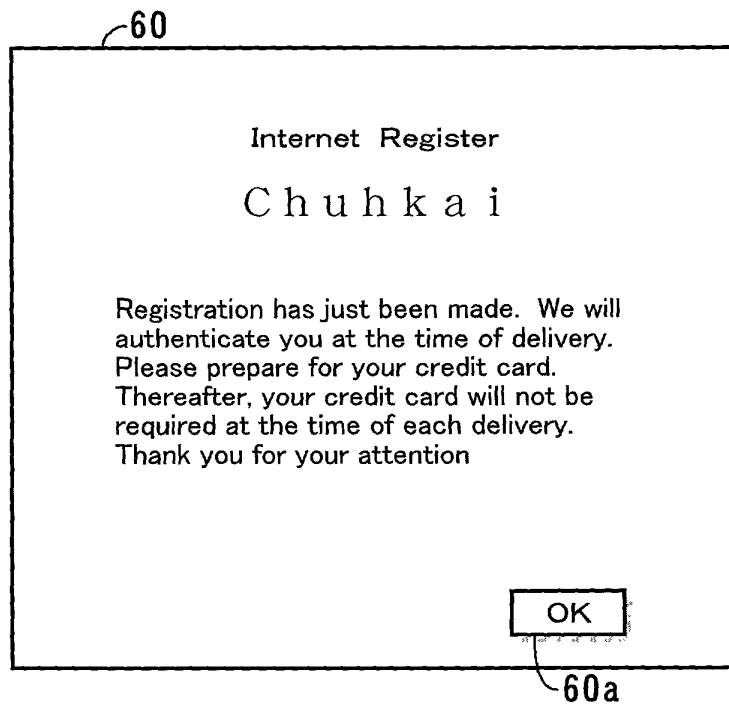 60
Internet Register
Chuhkai
Registration has just been made. We will
authenticate you at the time of delivery.
Please prepare for your credit card.
Thereafter, your credit card will not be
required at the time of each delivery.
Thank you for your attention
OK
60a